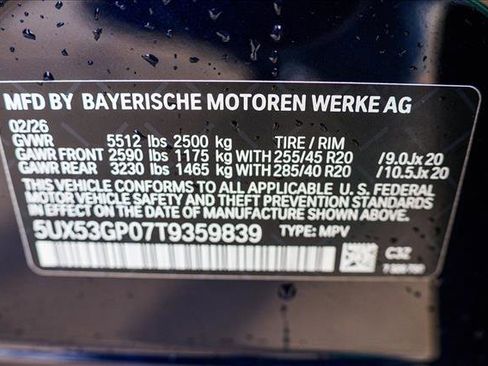 MFD BY BAYERISCHE MOTOREN WERKE AG
02/26
GVWR 5512 lbs 2500 kg TIRE / RIM
GAWR FRONT 2590 lbs 1175 kg WITH 255/45 R20 /9.0Jx20
GAWR REAR 3230 lbs 1465 kg WITH 285/40 R20 /10.5Jx20
THIS VEHICLE CONFORMS TO ALL APPLICABLE U. S. FEDERAL
MOTOR VEHICLE SAFETY AND THEFT PREVENTION STANDARDS
IN EFFECT ON THE DATE OF MANUFACTURE SHOWN ABOVE.
5UX53GP07T9359839 TYPE: MPV
C3Z